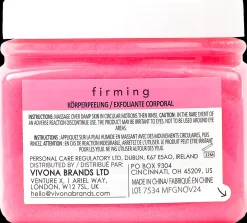 firming
KÖRPERPEELING / EXFOLIANTE CORPORAL
INSTRUCTIONS: MASSAGE OVER DAMP SKIN IN CIRCULAR MOTIONS THEN RINSE. CAUTION: IN THE RARE EVENT OF
AN ADVERSE REACTION DISCONTINUE USE. THE PRODUCT MAY BE IRRITANT TO EYES. NOT TO BE USED AROUND EYE
AREAS.
INSTRUCTIONS: APPLIQUEZ SUR LA PEAU HUMIDE EN MASSANT AVEC DES MOUVEMENTS CIRCULAIRES, PUIS
RINCEZ. ATTENTION: EN CAS DE RÉACTION INDÉSIRABLE, DISCONTINUEZ L'UTILISATION. LE PRODUIT PEUT ÊTRE IRRITANT
POUR LES YEUX. NE PAS UTILISER AUTOUR DES YEUX.
PERSONAL CARE REGULATORY LTD, DUBLIN, K67 E5A0, IRELAND
DISTRIBUTED BY / DISTRIBUÉ PAR
VIVONA BRANDS LTD
VENTURE X, 1 ARIEL WAY,
LONDON, W12 7SL, UK
hello@vivonabrands.com
PO BOX 9304
CINCINNATI, OH 45209, US
MADE IN CHINA / FABRIQUÉ EN CHINE
LOT 7534 MFGNOV24